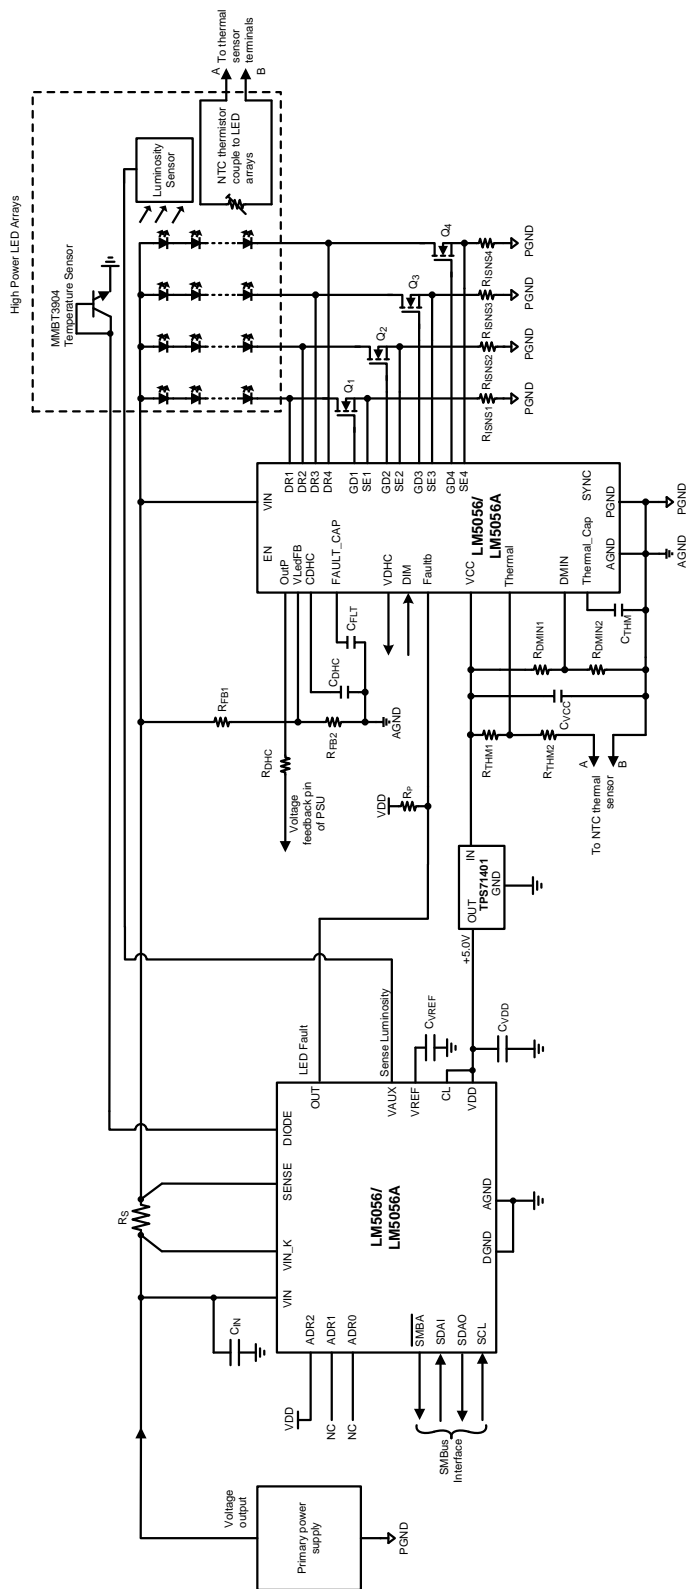 Primary power
supply
Voltage
output
PGND
CIN
RS
VDD
NC
NC
SMBus
Interface
VIN
VIN_K
SENSE
DIODE
ADR2
ADR1
ADR0
SMBA
SDAI
SDAO
SCL
LM5056/
LM5056A
DGND
AGND
OUT
VAUX
VREF
CL
VDD
LED Fault
Sense Luminosity
CVREF
CVDD
+5.0V
OUT
IN
TPS71401
GND
VDD
RP
Voltage
feedback pin
of PSU
RDHC
RFB1
RFB2
CDHC
CFLT
AGND
RTHM1
RTHM2
A
B
To NTC thermal
sensor
CVCC
RDMIN1
RDMIN2
CTHM
VIN
EN
OutP
VLedFB
CDHC
FAULT_CAP
VDHC
DIM
Faultb
VCC
Thermal
DMIN
Thermal_Cap
LM5056/
LM5056A
DR1
DR2
DR3
DR4
GD1
SE1
GD2
SE2
GD3
SE3
GD4
SE4
SYNC
AGND
PGND
AGND
PGND
Q1
Q2
Q3
Q4
RISNS1
RISNS2
RISNS3
RISNS4
PGND
PGND
PGND
PGND
High Power LED Arrays
MMBT3904
Temperature Sensor
Luminosity
Sensor
NTC thermistor
couple to LED
arrays
A
B
To thermal
sensor
terminals